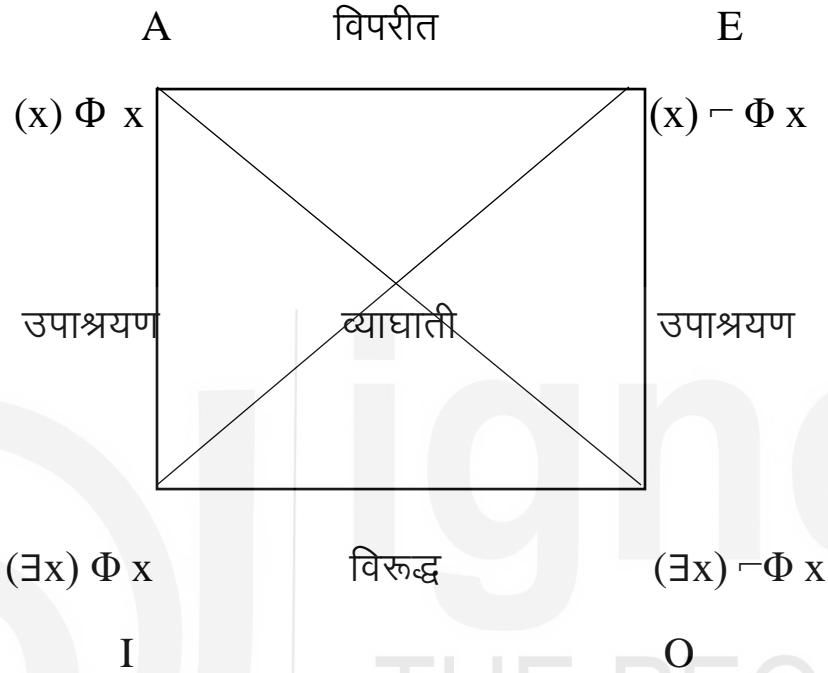 A विपरीत E
(x) Φ x (x) ¬ Φ x
उपाश्रयण व्याघाती उपाश्रयण
(∃x) Φ x विरूद्ध (∃x) ¬Φ x
I O